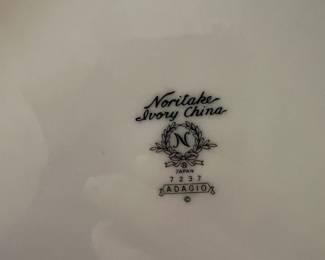 Noritake
Ivory China
N
®
JAPAN
7237
ADAGIO
©